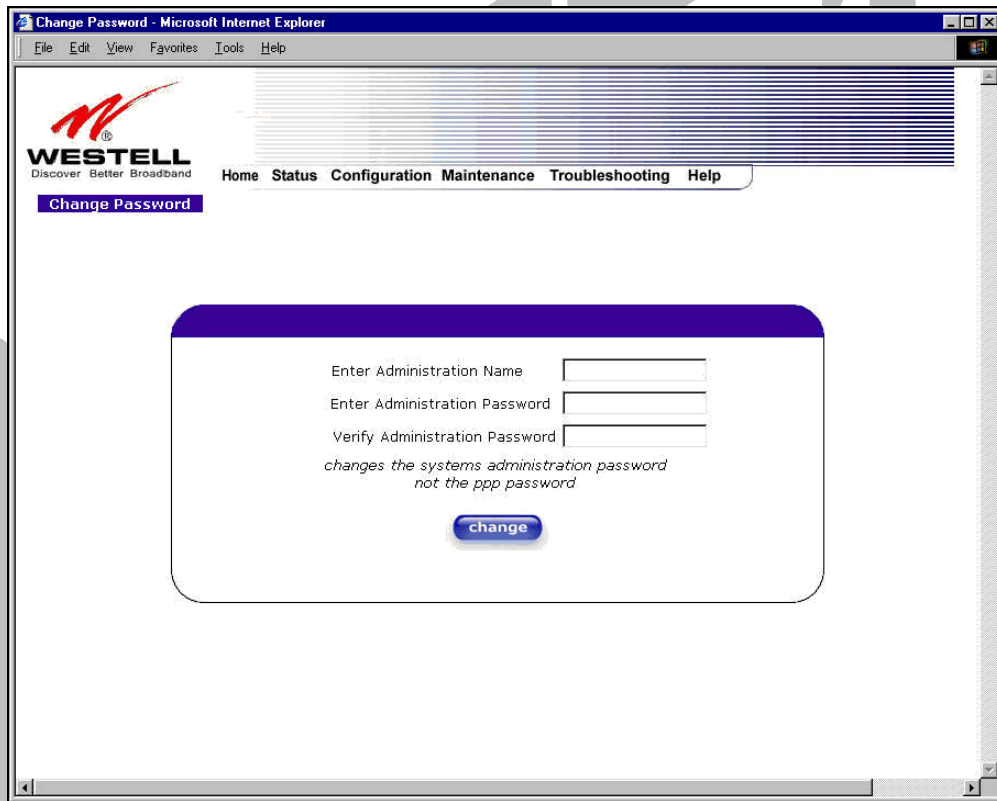 Change Password - Microsoft Internet Explorer
File Edit View Favorites Tools Help
®
WESTELL
Discover Better Broadband
Home Status Configuration Maintenance Troubleshooting Help
Change Password
Enter Administration Name
Enter Administration Password
Verify Administration Password
changes the systems administration password
not the ppp password
change